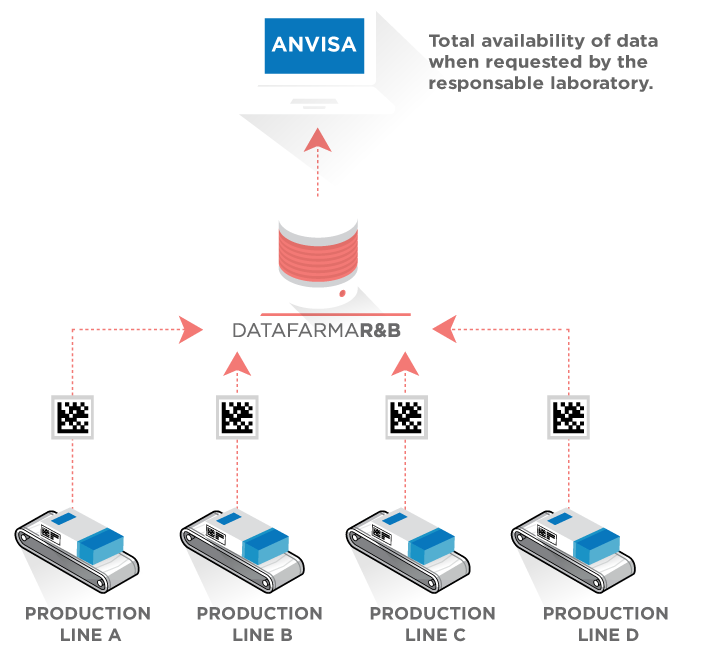 ANVISA
Total availability of data
when requested by the
responsable laboratory.
DATAFARMAR&B
PRODUCTION
LINE A
PRODUCTION
LINE B
PRODUCTION
LINE C
PRODUCTION
LINE D